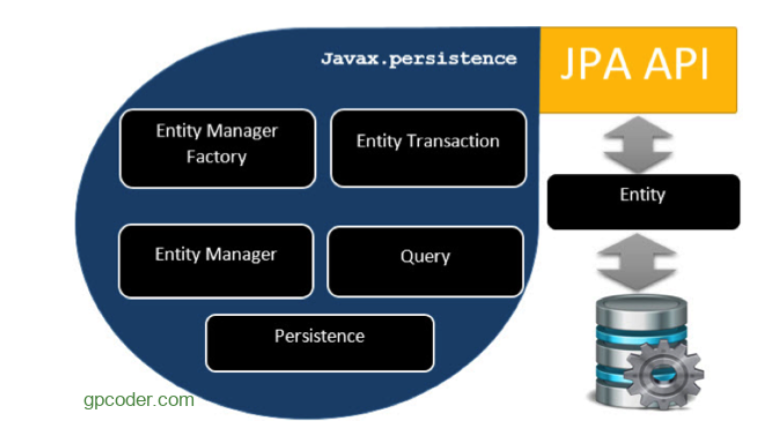 Javax.persistence
JPA API
Entity Manager
Factory
Entity Transaction
Entity
Entity Manager
Query
Persistence
gpcoder.com